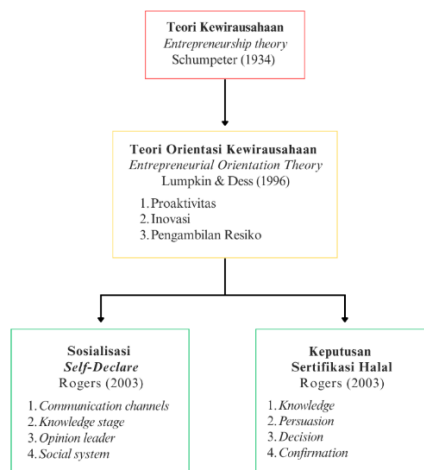 Teori Kewirausahaan
Entrepreneurship theory
Schumpeter (1934)
Teori Orientasi Kewirausahaan
Entrepreneurial Orientation Theory
Lumpkin & Dess (1996)
1.Proaktivitas
2.Inovasi
3.Pengambilan Resiko
Sosialisasi
Self-Declare
Rogers (2003)
1.Communication channels
2.Knowledge stage
3.Opinion leader
4.Social system
Keputusan
Sertifikasi Halal
Rogers (2003)
1.Knowledge
2.Persuasion
3.Decision
4.Confirmation